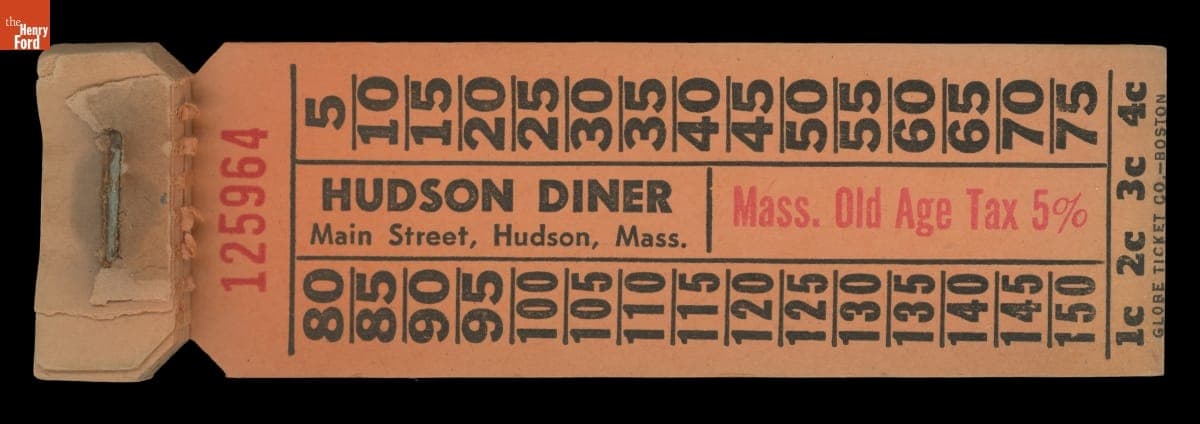 the
Henry
Ford
125964
5 10 15 20 25 30 35 40 45 50 55 60 65 70 75
HUDSON DINER
Main Street, Hudson, Mass.
Mass. Old Age Tax 5%
80 85 90 95 100 105 110 115 120 125 130 135 140 145 150
1c 2c 3c 4c
GLOBE TICKET CO.—BOSTON